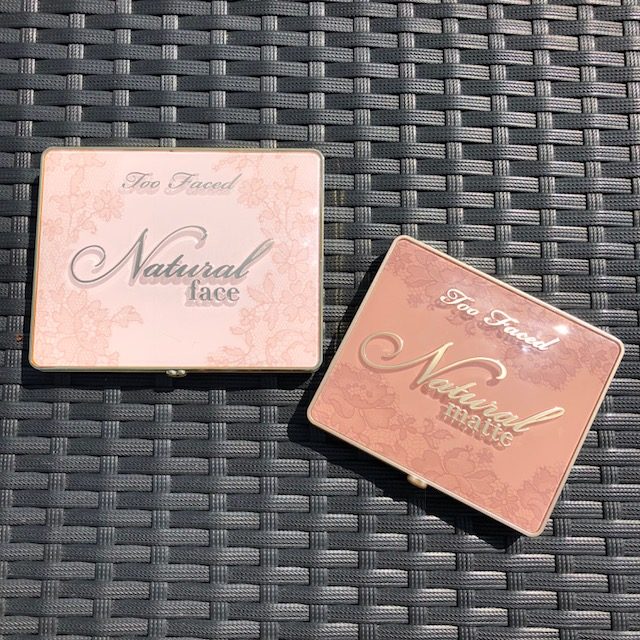 Too Faced
Natural
face
Too Faced
Natural
matte